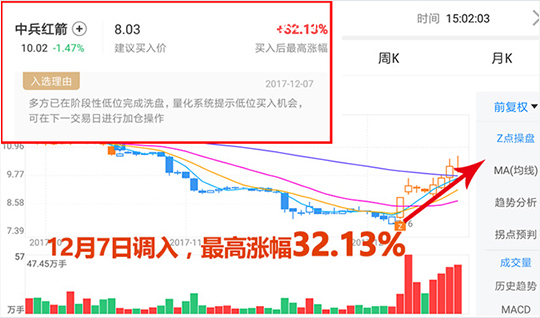 中兵红箭 8.03 +32.13%
10.02 -1.47% 建议买入价 买入后最高涨幅
入选理由 2017-12-07
多方已在阶段性低位完成洗盘，量化系统提示低位买入机会，
可在下一交易日进行加仓操作
时间 15:02:03
周K 月K
前复权
Z点操盘
MA(均线)
趋势分析
拐点预判
成交量
历史趋势
MACD
10.96
9.77
8.58
7.39
Z
6
2017-10 2017-11
12月7日调入，最高涨幅32.13%
57
47.45万手
万手